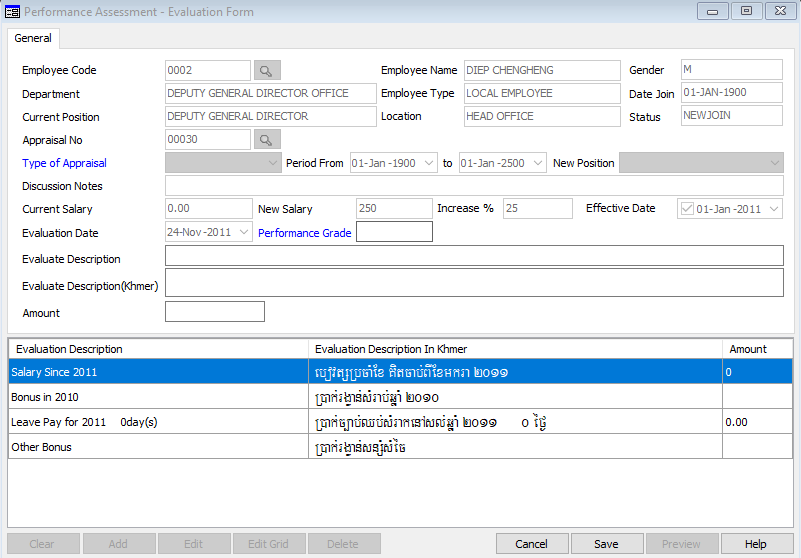 Performance Assessment - Evaluation Form
General
Employee Code 0002 Employee Name DIEP CHENGHENG Gender M
Department DEPUTY GENERAL DIRECTOR OFFICE Employee Type LOCAL EMPLOYEE Date Join 01-JAN-1900
Current Position DEPUTY GENERAL DIRECTOR Location HEAD OFFICE Status NEWJOIN
Appraisal No 00030
Type of Appraisal Period From 01-Jan -1900 to 01-Jan -2500 New Position
Discussion Notes
Current Salary 0.00 New Salary 250 Increase % 25 Effective Date 01-Jan -2011
Evaluation Date 24-Nov -2011 Performance Grade
Evaluate Description
Evaluate Description(Khmer)
Amount
Evaluation Description Evaluation Description In Khmer Amount
Salary Since 2011 បៀវត្សប្រចាំខែ គិតចាប់ពីខែមករា ២០១១ 0
Bonus in 2010 ប្រាក់រង្វាន់សំរាប់ឆ្នាំ ២០១០
Leave Pay for 2011 0day(s) ប្រាក់ច្បាប់ឈប់សំរាកនៅសល់ឆ្នាំ ២០១១ ០ ថ្ងៃ 0.00
Other Bonus ប្រាក់រង្វាន់សន្សំសំចៃ
Clear Add Edit Edit Grid Delete Cancel Save Preview Help